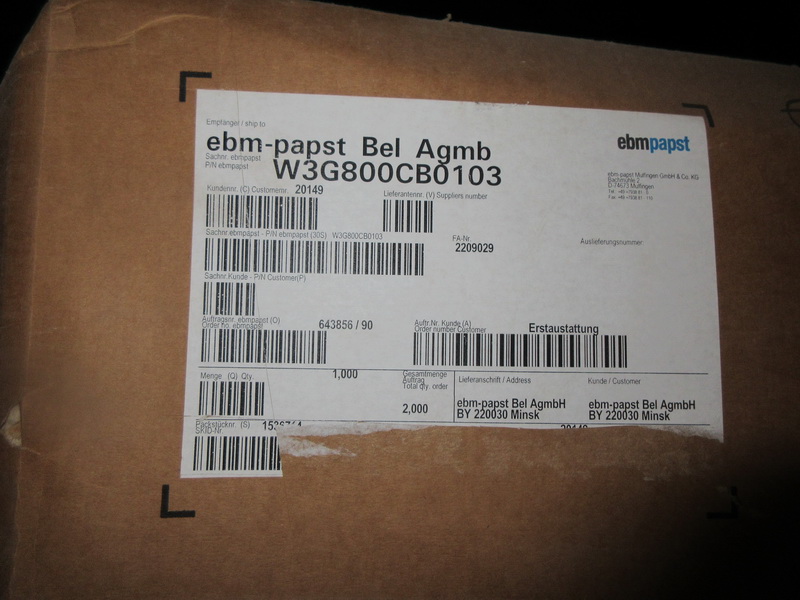 Empfänger / ship to
ebm-papst Bel Agmb
Sachnr. ebmpapst
P/N ebmpapst
W3G800CB0103
ebmpapst
ebm-papst Mulfingen GmbH & Co. KG
Bachmühle 2
D-74673 Mulfingen
Kundennr. (C) Customernr. 20149
Lieferantennr. (V) Suppliers number
Sachnr.ebmpapst - P/N ebmpapst (30S) W3G800CB0103
FA-Nr.
2209029
Auslieferungsnummer
Sachnr.Kunde - P/N Customer(P)
Auftragsnr. ebmpapst (O)
Order no. ebmpapst
643856 / 90
Auftr.Nr. Kunde (A)
Order number Customer
Erstaustattung
Menge (Q) Qty.
1,000
Gesamtmenge
Auftrag
Total qty. order
2,000
Lieferanschrift / Address
ebm-papst Bel AgmbH
BY 220030 Minsk
Kunde / Customer
ebm-papst Bel AgmbH
BY 220030 Minsk
Packstücknr. (S)
SKID-Nr.